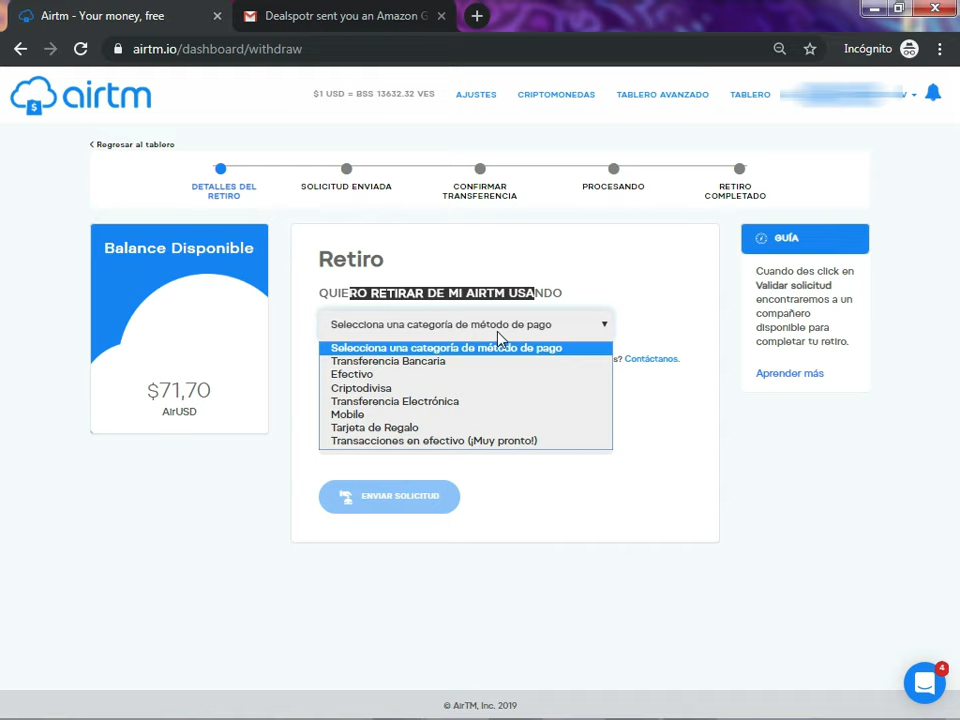 Airtm - Your money, free
Dealspotr sent you an Amazon G
airtm.io/dashboard/withdraw
Incógnito
airtm
$1 USD = BSS 13632.32 VES
AJUSTES
CRIPTOMONEDAS
TABLERO AVANZADO
TABLERO
V
Regresar al tablero
DETALLES DEL
RETIRO
SOLICITUD ENVIADA
CONFIRMAR
TRANSFERENCIA
PROCESANDO
RETIRO
COMPLETADO
Balance Disponible
$71,70
AirUSD
Retiro
QUIERO RETIRAR DE MI AIRTM USANDO
Selecciona una categoría de método de pago
Selecciona una categoría de método de pago
Transferencia Bancaria
Efectivo
Criptodivisa
Transferencia Electrónica
Mobile
Tarjeta de Regalo
Transacciones en efectivo (¡Muy pronto!)
s? Contáctanos.
ENVIAR SOLICITUD
GUÍA
Cuando des click en
Validar solicitud
encontraremos a un
compañero
disponible para
completar tu retiro.
Aprender más
4
© AirTM, Inc. 2019